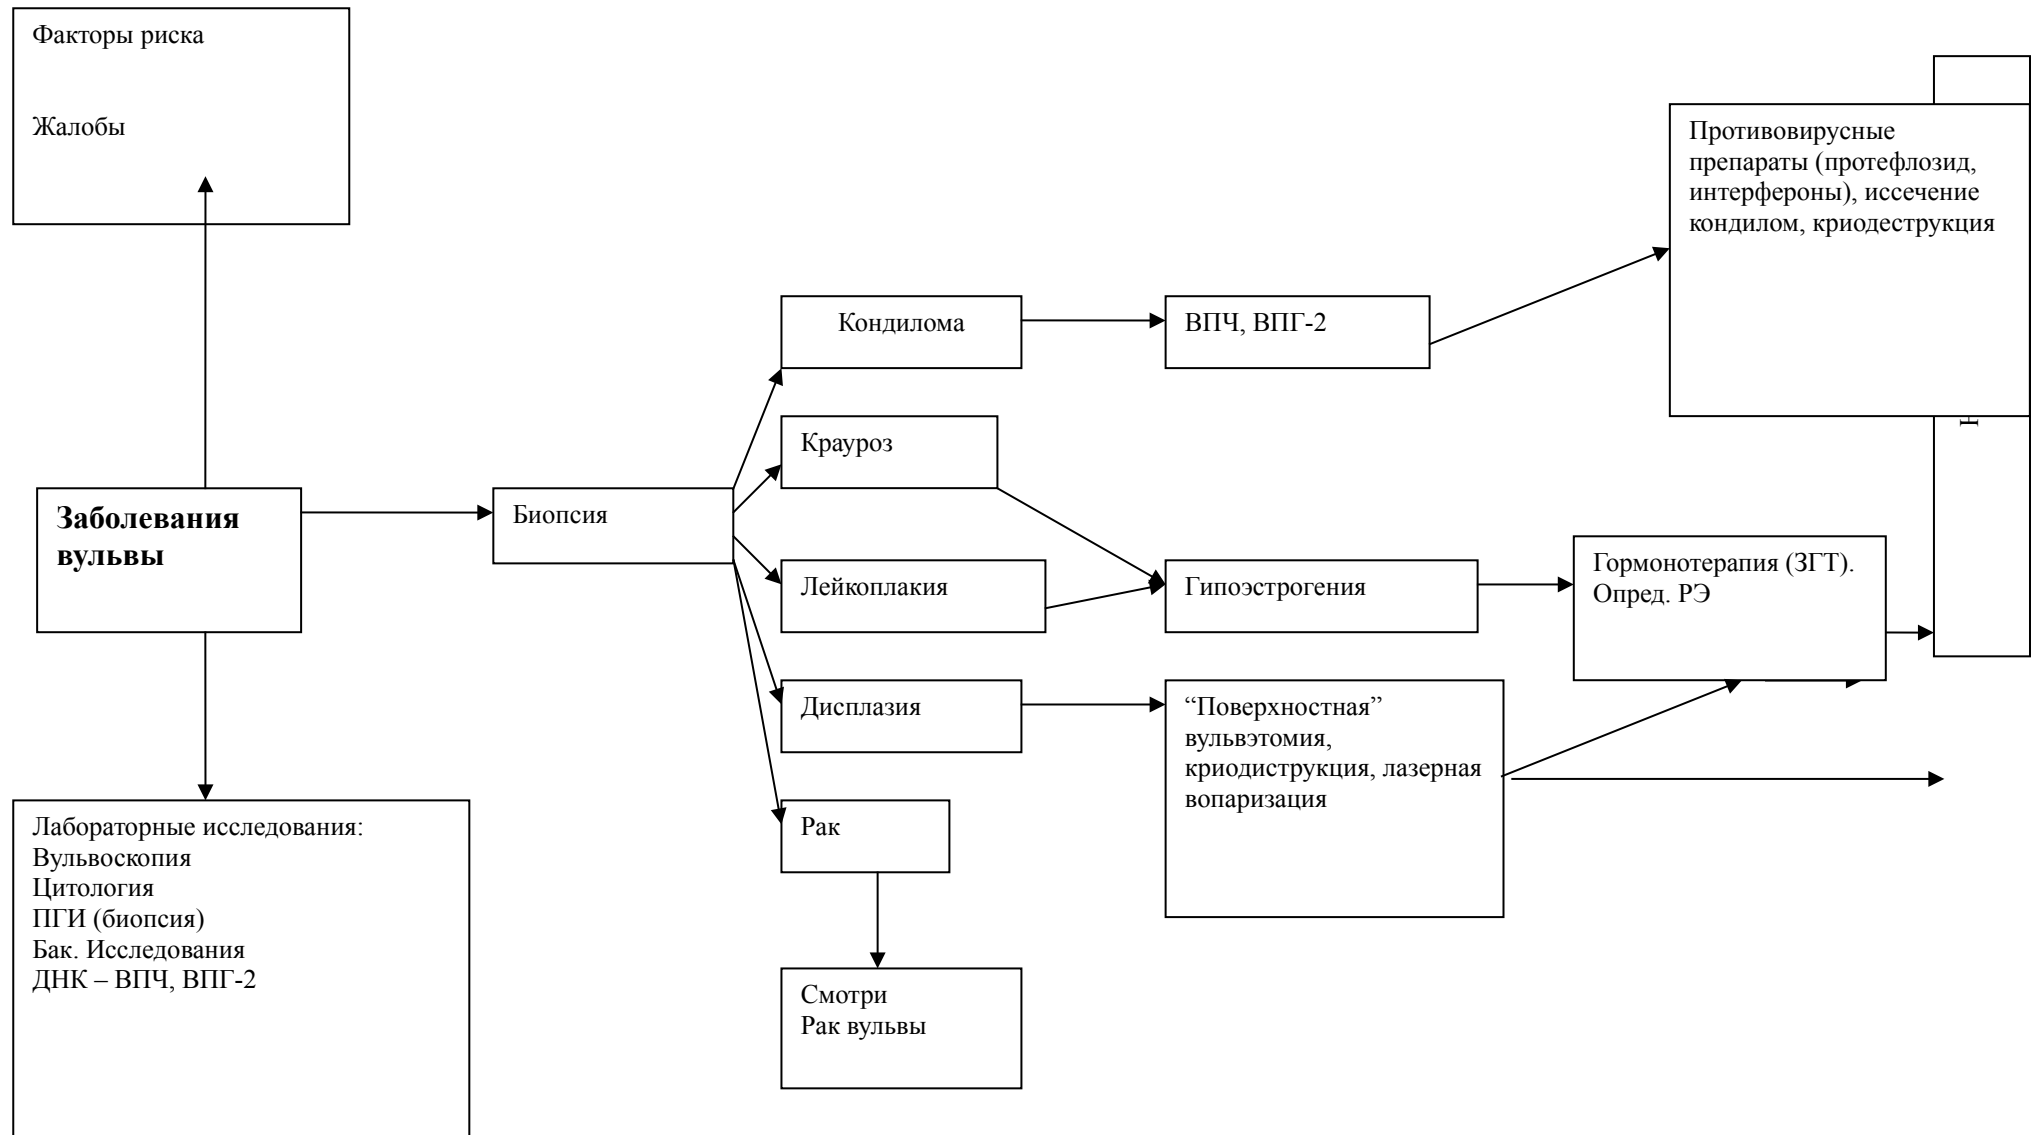 Факторы риска
Жалобы
Противовирусные
препараты (протефлозид,
интерфероны), иссечение
кондилом, криодеструкция
Кондилома
ВПЧ, ВПГ-2
Крауроз
Заболевания
вульвы
Биопсия
Лейкоплакия
Гипоэстрогения
Гормонотерапия (ЗГТ).
Опред. РЭ
Дисплазия
“Поверхностная”
вульвэтомия,
криодиструкция, лазерная
вопаризация
Рак
Смотри
Рак вульвы
Лабораторные исследования:
Вульвоскопия
Цитология
ПГИ (биопсия)
Бак. Исследования
ДНК – ВПЧ, ВПГ-2